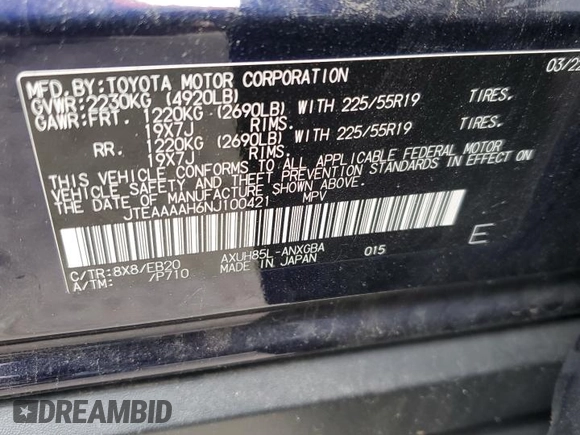 MFD.BY:TOYOTA MOTOR CORPORATION 03/22
GVWR:2230KG (4920LB)
GAWR:FRT. 1220KG (2690LB) WITH 225/55R19 TIRES.
19X7J RIMS.
RR. 1220KG (2690LB) WITH 225/55R19 TIRES.
19X7J RIMS.
THIS VEHICLE CONFORMS TO ALL APPLICABLE FEDERAL MOTOR
VEHICLE SAFETY AND THEFT PREVENTION STANDARDS IN EFFECT ON
THE DATE OF MANUFACTURE SHOWN ABOVE.
JTEAAAAH6NJ100421 MPV
C/TR:8X8/EB20 AXUH85L-ANXGBA 015 E
A/TM: /P710 MADE IN JAPAN
DREAMBID